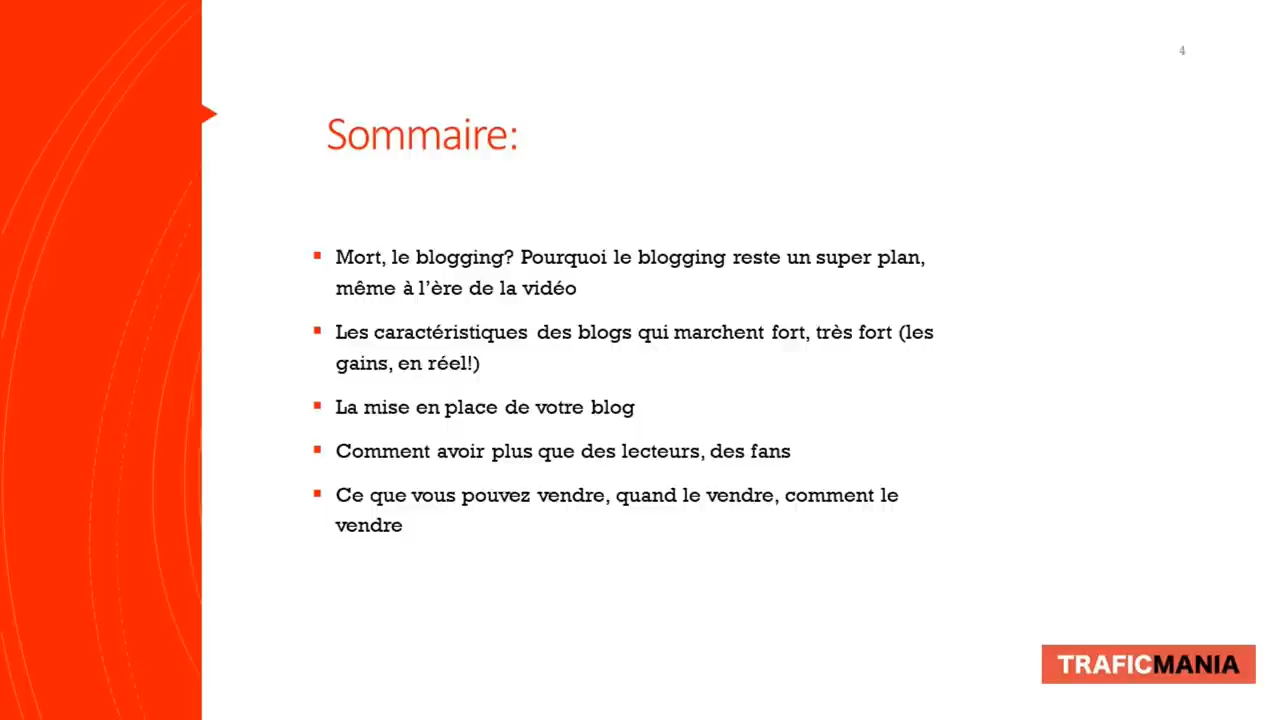 4
Sommaire:
Mort, le blogging? Pourquoi le blogging reste un super plan,
même à l’ère de la vidéo
Les caractéristiques des blogs qui marchent fort, très fort (les
gains, en réel!)
La mise en place de votre blog
Comment avoir plus que des lecteurs, des fans
Ce que vous pouvez vendre, quand le vendre, comment le
vendre
TRAFICMANIA